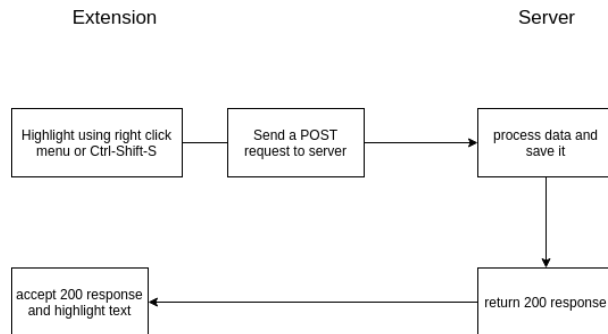 Extension
Server
Highlight using right click
menu or Ctrl-Shift-S
Send a POST
request to server
process data and
save it
accept 200 response
and highlight text
return 200 response